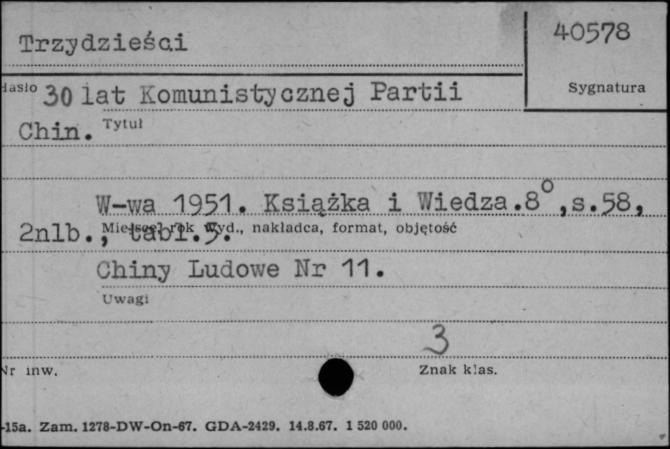 Trzydzieści
40578
Hasło 30 lat Komunistycznej Partii
Sygnatura
Chin. Tytuł
W-wa 1951. Książka i Wiedza.8°,s.58,
2nlb., tabl.5.
Miejsce, rok wyd., nakładca, format, objętość
Chiny Ludowe Nr 11.
Uwagi
3
Nr inw.
Znak klas.
-15a. Zam. 1278-DW-On-67. GDA-2429. 14.8.67. 1 520 000.